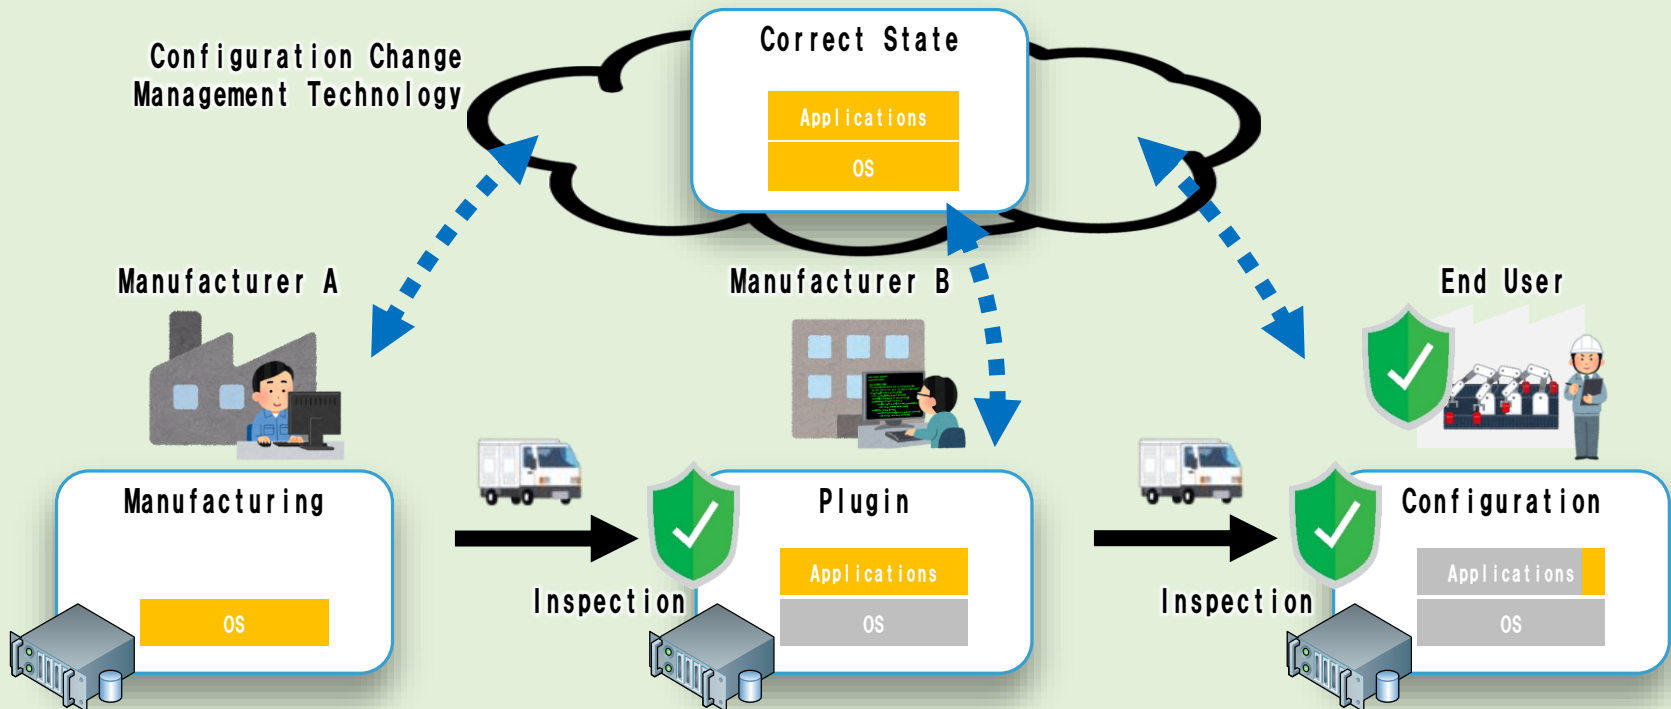 Correct State
Configuration Change
Management Technology
Applications
OS
Manufacturer A
Manufacturer B
End User
Manufacturing
OS
Inspection
Plugin
Applications
OS
Inspection
Configuration
Applications
OS